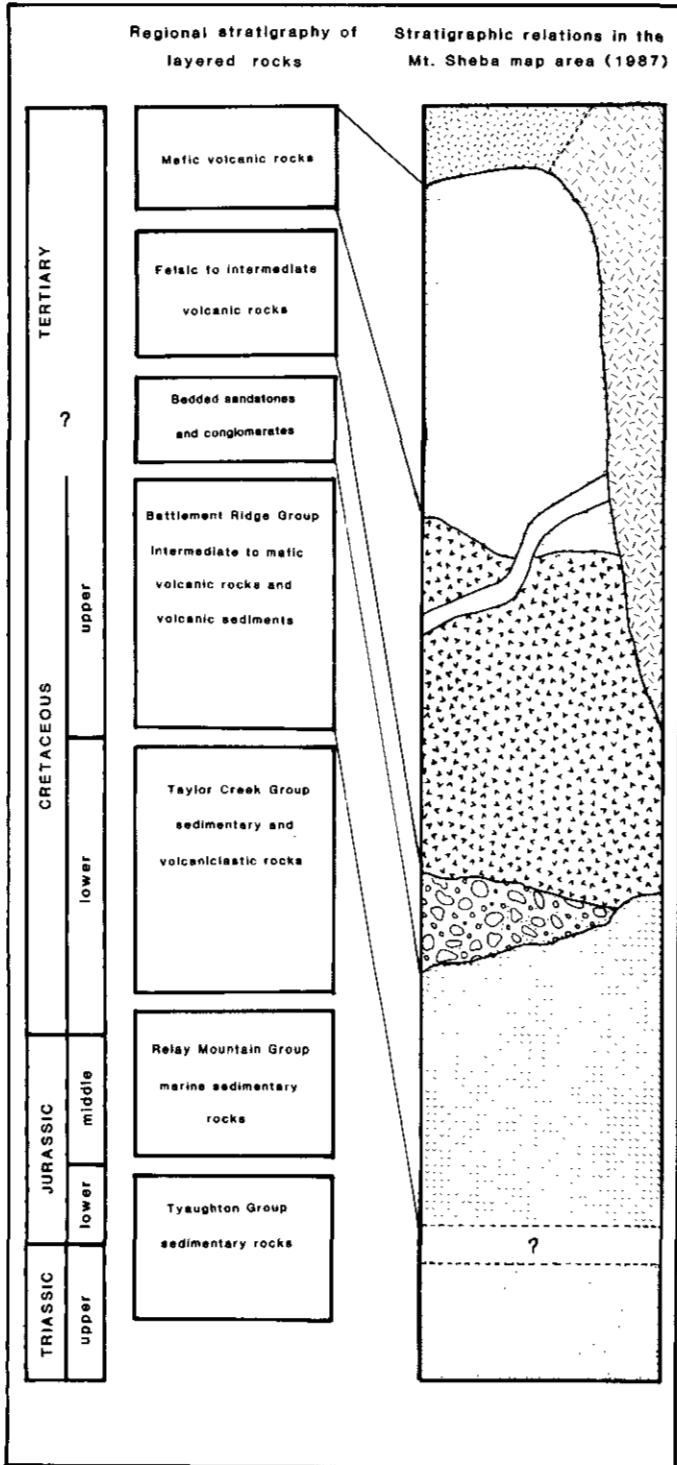 Regional stratigraphy of
layered rocks
Stratigraphic relations in the
Mt. Sheba map area (1987)
TERTIARY
?
CRETACEOUS
upper
lower
JURASSIC
middle
lower
TRIASSIC
upper
Mafic volcanic rocks
Felsic to intermediate
volcanic rocks
Bedded sandstones
and conglomerates
Battlement Ridge Group
Intermediate to mafic
volcanic rocks and
volcanic sediments
Taylor Creek Group
sedimentary and
volcaniclastic rocks
Relay Mountain Group
marine sedimentary
rocks
Tyaughton Group
sedimentary rocks
?